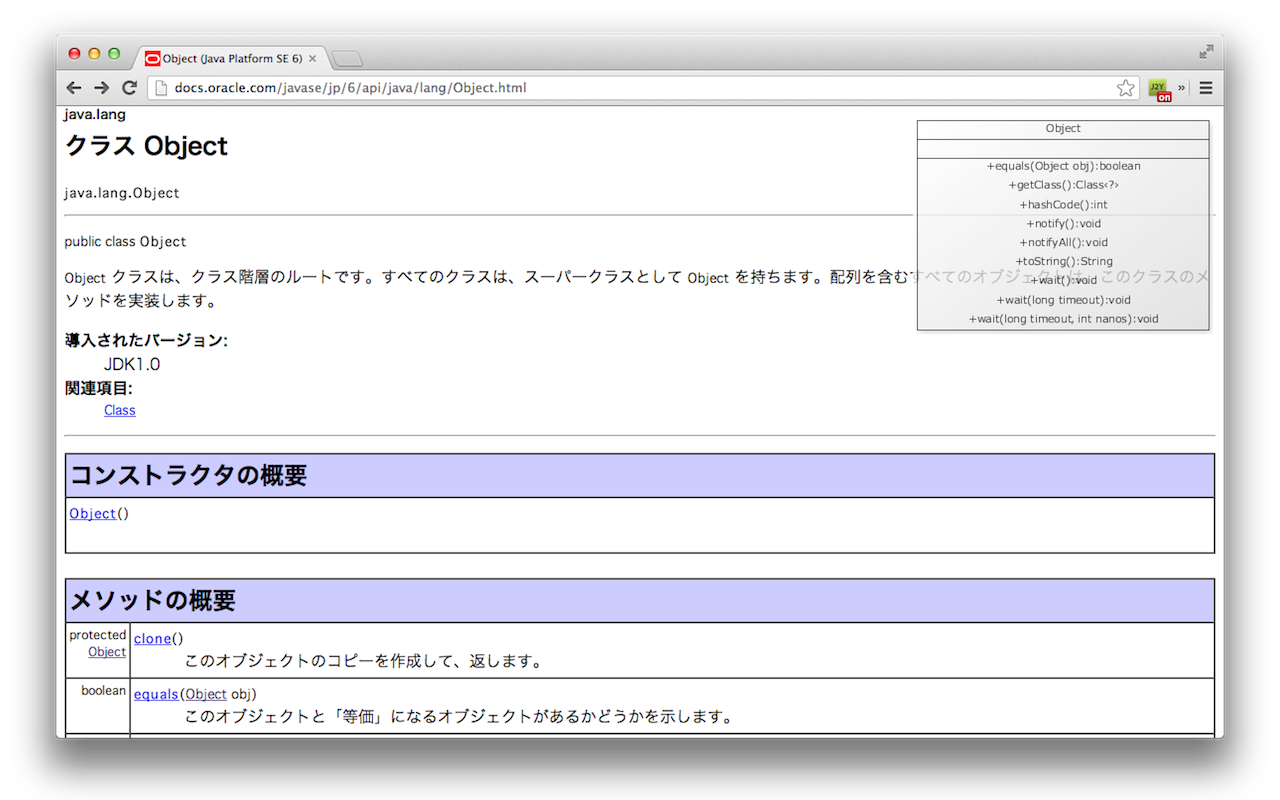 Object (Java Platform SE 6)
docs.oracle.com/javase/jp/6/api/java/lang/Object.html
J2Y
on
»
java.lang
クラス Object
java.lang.Object
public class Object
Object クラスは、クラス階層のルートです。すべてのクラスは、スーパークラスとして Object を持ちます。配列を含むすべてのオブジェクトは、このクラスのメ
ソッドを実装します。
導入されたバージョン:
JDK1.0
関連項目:
Class
Object
+equals(Object obj):boolean
+getClass():Class<?>
+hashCode():int
+notify():void
+notifyAll():void
+toString():String
+wait():void
+wait(long timeout):void
+wait(long timeout, int nanos):void
コンストラクタの概要
Object()
メソッドの概要
protected
Object
clone()
このオブジェクトのコピーを作成して、返します。
boolean
equals(Object obj)
このオブジェクトと「等価」になるオブジェクトがあるかどうかを示します。